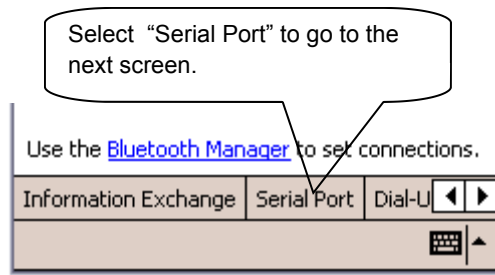 Select “Serial Port” to go to the
next screen.
Use the Bluetooth Manager to set connections.
Information Exchange Serial Port Dial-U